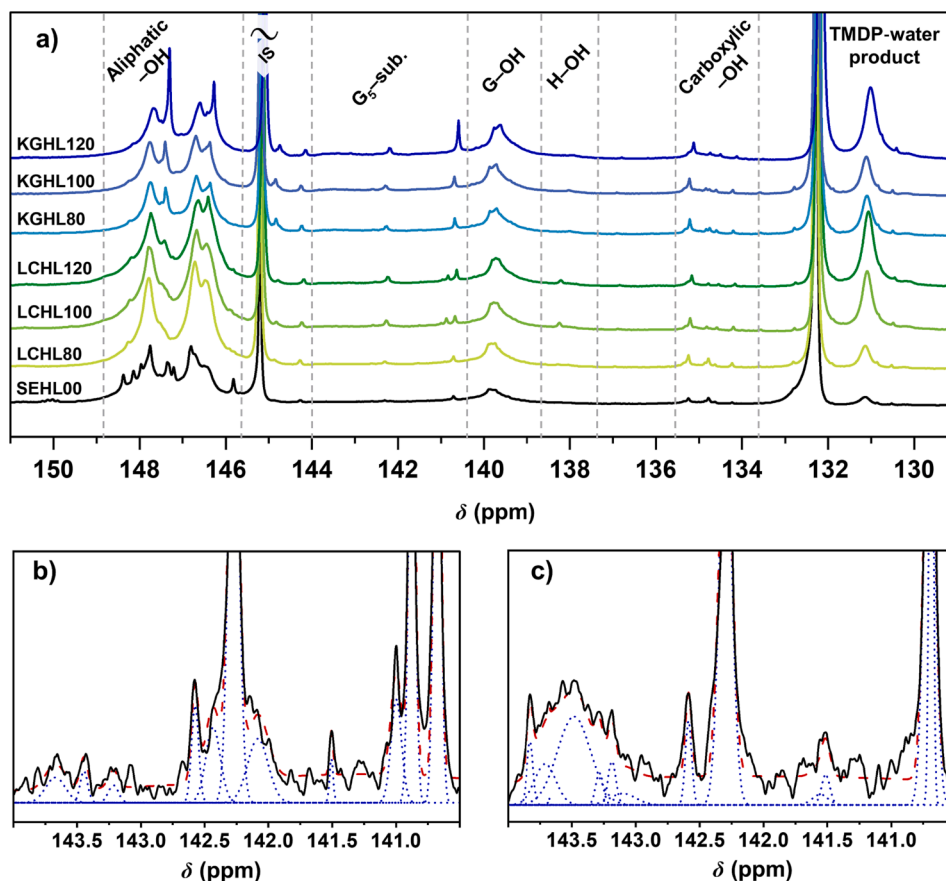 a)
Aliphatic
–OH
IS
G5–sub.
G–OH
H–OH
Carboxylic
–OH
TMDP-water
product
KGHL120
KGHL100
KGHL80
LCHL120
LCHL100
LCHL80
SEHL00
150 148 146 144 142 140 138 136 134 132 130
δ (ppm)
b)
143.5 143.0 142.5 142.0 141.5 141.0
δ (ppm)
c)
143.5 143.0 142.5 142.0 141.5 141.0
δ (ppm)